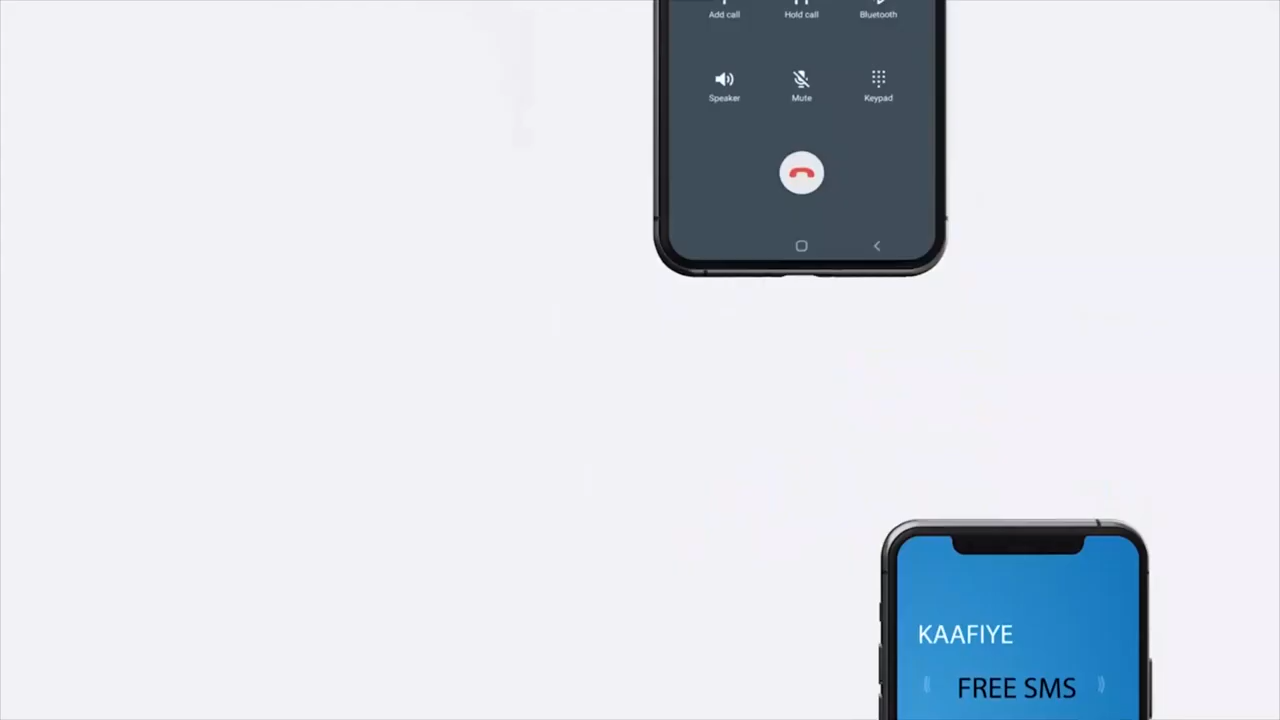 Add call Hold call Bluetooth
Speaker Mute Keypad
KAAFIYE
FREE SMS